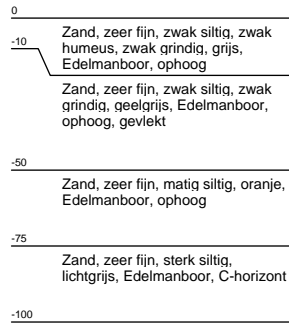 0
Zand, zeer fijn, zwak siltig, zwak
humeus, zwak grindig, grijs,
Edelmanboor, ophoog
-10
Zand, zeer fijn, zwak siltig, zwak
grindig, geelgrijs, Edelmanboor,
ophoog, gevlekt
-50
Zand, zeer fijn, matig siltig, oranje,
Edelmanboor, ophoog
-75
Zand, zeer fijn, sterk siltig,
lichtgrijs, Edelmanboor, C-horizont
-100